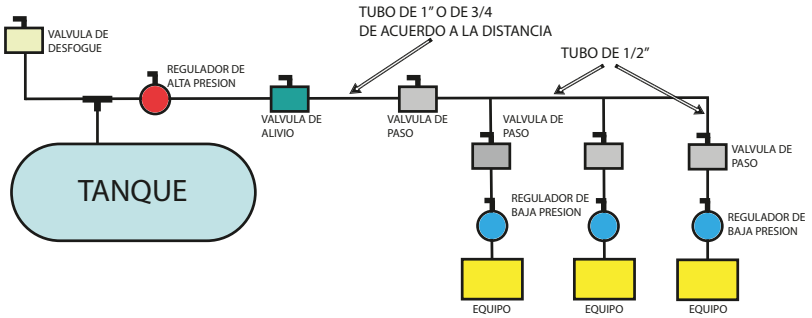 TUBO DE 1" O DE 3/4
DE ACUERDO A LA DISTANCIA
VALVULA DE
DESFOGUE
TUBO DE 1/2"
REGULADOR DE
ALTA PRESION
VALVULA DE
ALIVIO
VALVULA DE
PASO
VALVULA DE
PASO
VALVULA DE
PASO
TANQUE
REGULADOR DE
BAJA PRESION
REGULADOR DE
BAJA PRESION
EQUIPO
EQUIPO
EQUIPO